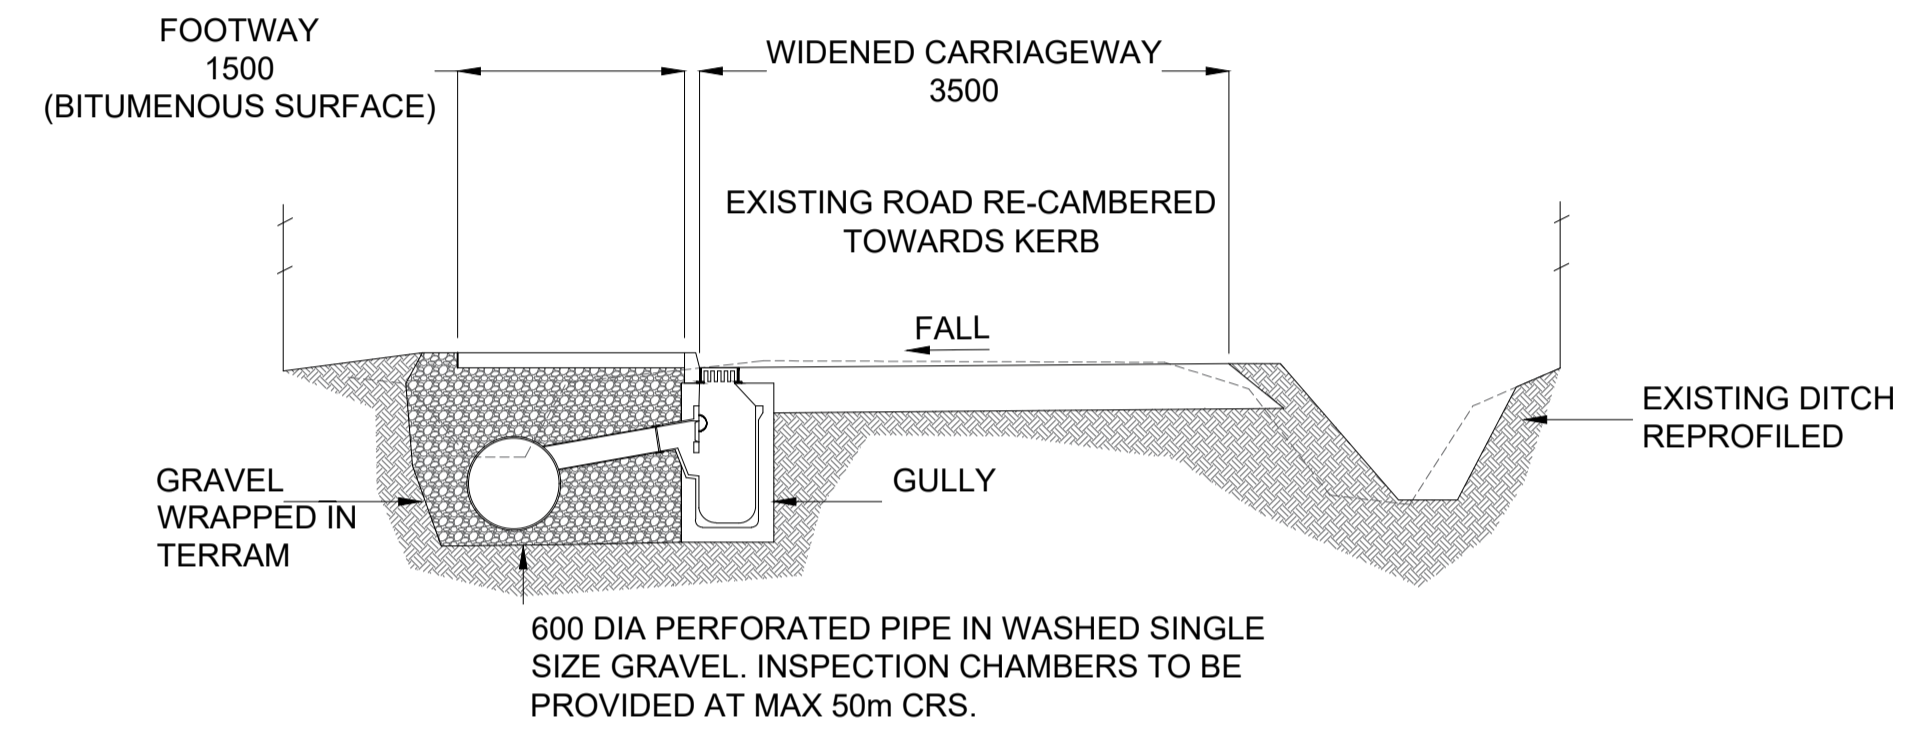 FOOTWAY
1500
(BITUMENOUS SURFACE)
WIDENED CARRIAGEWAY
3500
EXISTING ROAD RE-CAMBERED
TOWARDS KERB
FALL
EXISTING DITCH
REPROFILED
GRAVEL
WRAPPED IN
TERRAM
GULLY
600 DIA PERFORATED PIPE IN WASHED SINGLE
SIZE GRAVEL. INSPECTION CHAMBERS TO BE
PROVIDED AT MAX 50m CRS.